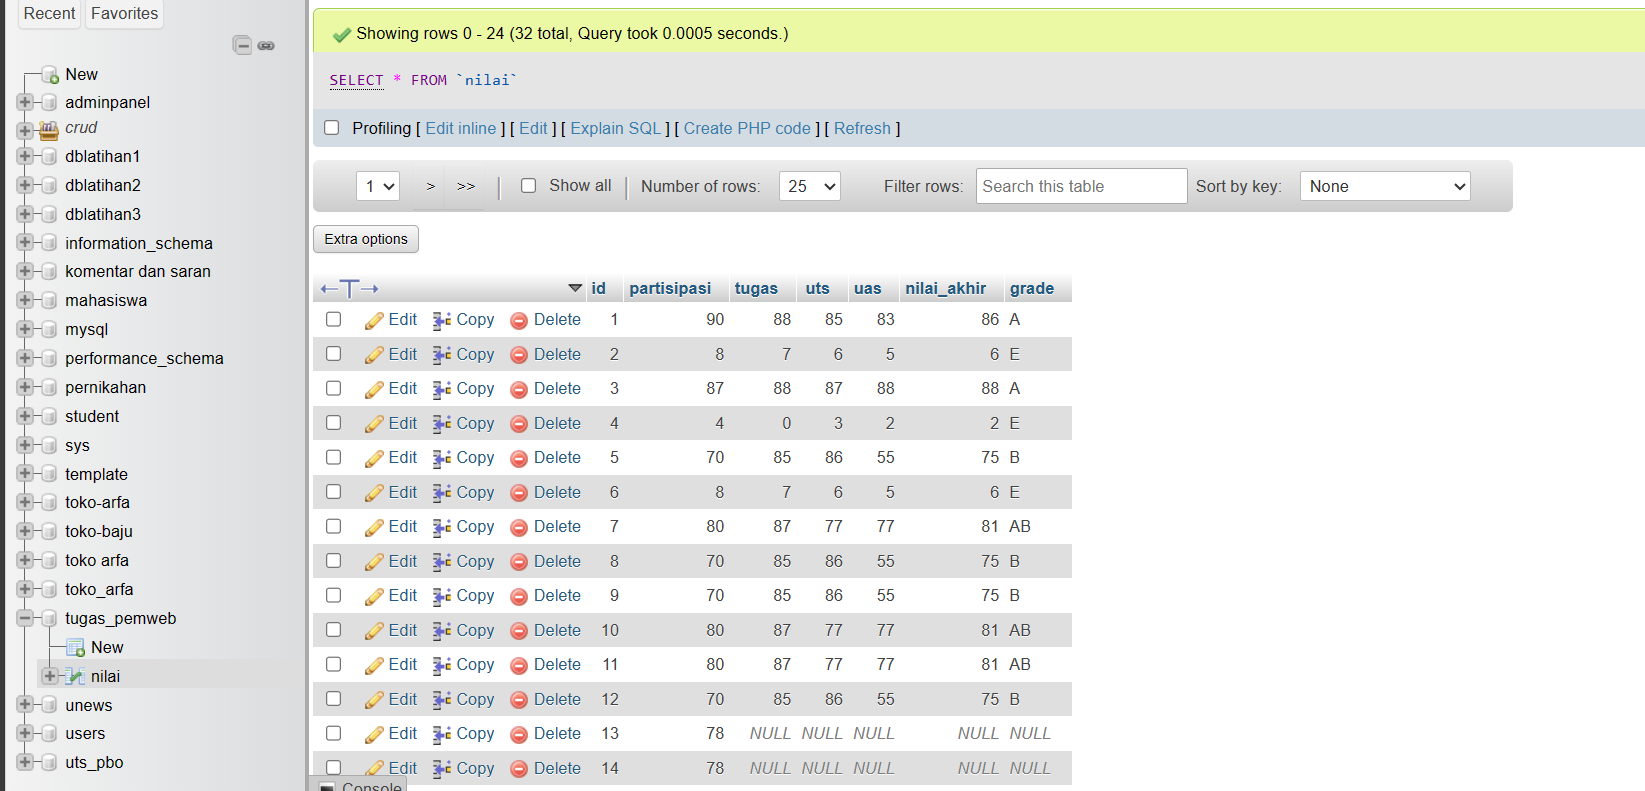 Recent Favorites
New
adminpanel
crud
dblatihan1
dblatihan2
dblatihan3
information_schema
komentar dan saran
mahasiswa
mysql
performance_schema
pernikahan
student
sys
template
toko-arfa
toko-baju
toko arfa
toko_arfa
tugas_pemweb
New
nilai
unews
users
uts_pbo
Showing rows 0 - 24 (32 total, Query took 0.0005 seconds.)
SELECT * FROM `nilai`
Profiling [ Edit inline ] [ Edit ] [ Explain SQL ] [ Create PHP code ] [ Refresh ]
1 > >> Show all Number of rows: 25 Filter rows: Search this table Sort by key: None
Extra options
←T→ id partisipasi tugas uts uas nilai_akhir grade
Edit Copy Delete 1 90 88 85 83 86 A
Edit Copy Delete 2 8 7 6 5 6 E
Edit Copy Delete 3 87 88 87 88 88 A
Edit Copy Delete 4 4 0 3 2 2 E
Edit Copy Delete 5 70 85 86 55 75 B
Edit Copy Delete 6 8 7 6 5 6 E
Edit Copy Delete 7 80 87 77 77 81 AB
Edit Copy Delete 8 70 85 86 55 75 B
Edit Copy Delete 9 70 85 86 55 75 B
Edit Copy Delete 10 80 87 77 77 81 AB
Edit Copy Delete 11 80 87 77 77 81 AB
Edit Copy Delete 12 70 85 86 55 75 B
Edit Copy Delete 13 78 NULL NULL NULL NULL NULL
Edit Copy Delete 14 78 NULL NULL NULL NULL NULL
Console